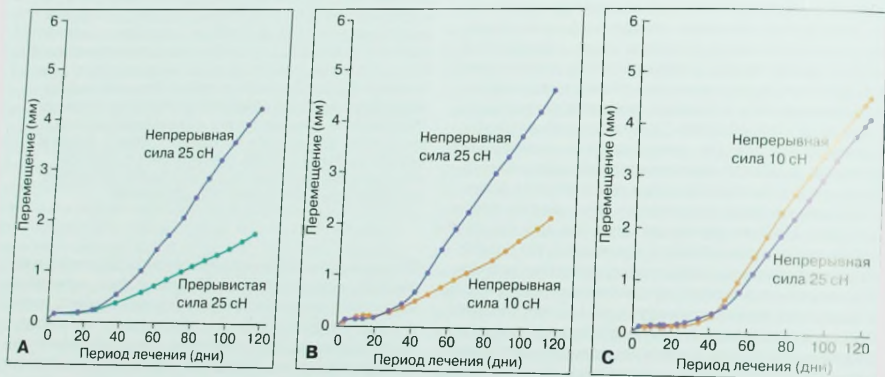 6
5
4
3
2
1
0
Перемещение (мм)
Непрерывная
сила 25 сН
Прерывистая
сила 25 сН
0 20 40 60 80 100 120
Период лечения (дни)
A
6
5
4
3
2
1
0
Перемещение (мм)
Непрерывная
сила 25 сН
Непрерывная
сила 10 сН
0 20 40 60 80 100 120
Период лечения (дни)
B
6
5
4
3
2
1
0
Перемещение (мм)
Непрерывная
сила 10 сН
Непрерывная
сила 25 сН
0 20 40 60 80 100 120
Период лечения (дни)
C